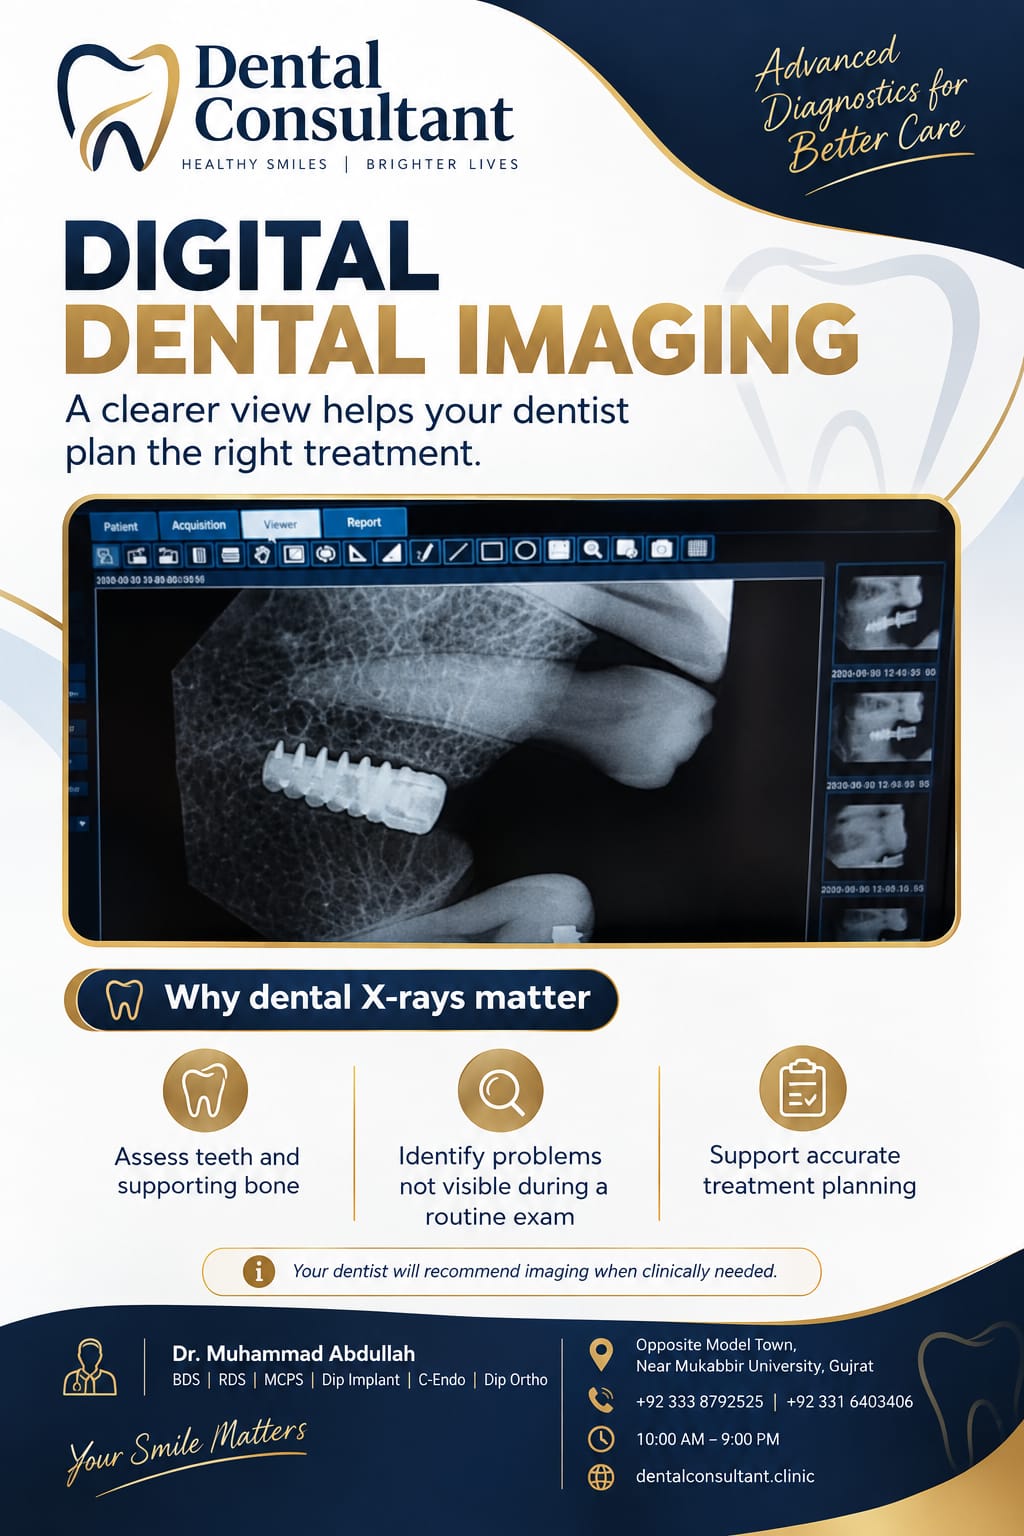 Dental
Consultant
HEALTHY SMILES | BRIGHTER LIVES
Advanced
Diagnostics for
Better Care
DIGITAL
DENTAL IMAGING
A clearer view helps your dentist
plan the right treatment.
Patient
Acquisition
Viewer
Report
Why dental X-rays matter
Assess teeth and
supporting bone
Identify problems
not visible during a
routine exam
Support accurate
treatment planning
Your dentist will recommend imaging when clinically needed.
Dr. Muhammad Abdullah
BDS | RDS | MCPS | Dip Implant | C-Endo | Dip Ortho
Your Smile Matters
Opposite Model Town,
Near Mukabbir University, Gujrat
+92 333 8792525 | +92 331 6403406
10:00 AM – 9:00 PM
dentalconsultant.clinic